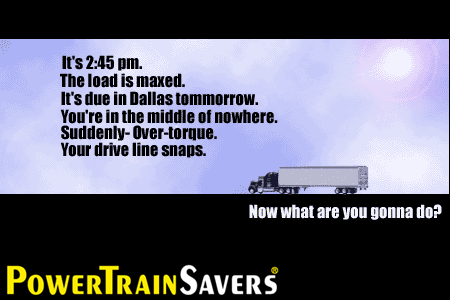 It's 2:45 pm.
The load is maxed.
It's due in Dallas tommorrow.
You're in the middle of nowhere.
Suddenly- Over-torque.
Your drive line snaps.
Now what are you gonna do?
POWERTRAINSAVERS®